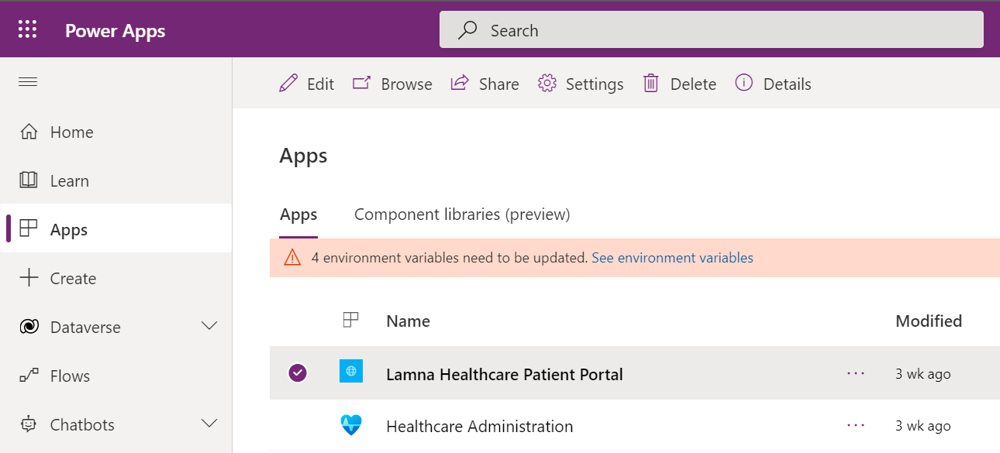 Power Apps
Search
Edit Browse Share Settings Delete Details
Home
Learn
Apps
Create
Dataverse
Flows
Chatbots
Apps
Apps Component libraries (preview)
4 environment variables need to be updated. See environment variables
Name Modified
Lamna Healthcare Patient Portal ... 3 wk ago
Healthcare Administration ... 3 wk ago